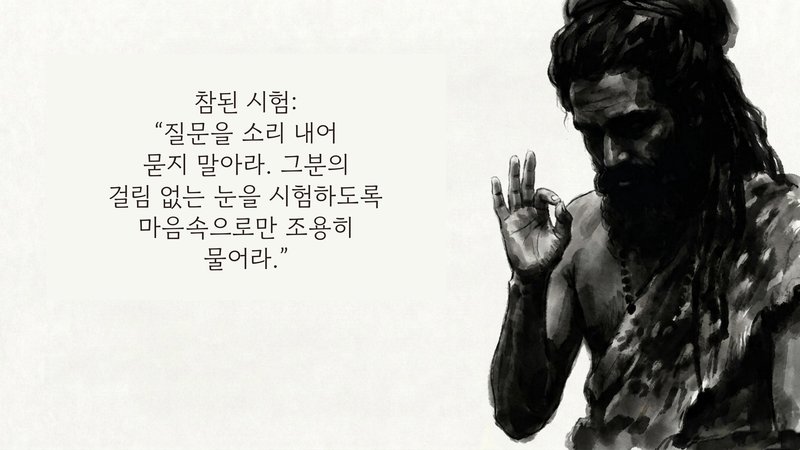 참된 시험:
“질문을 소리 내어
묻지 말아라. 그분의
걸림 없는 눈을 시험하도록
마음속으로만 조용히
물어라.”